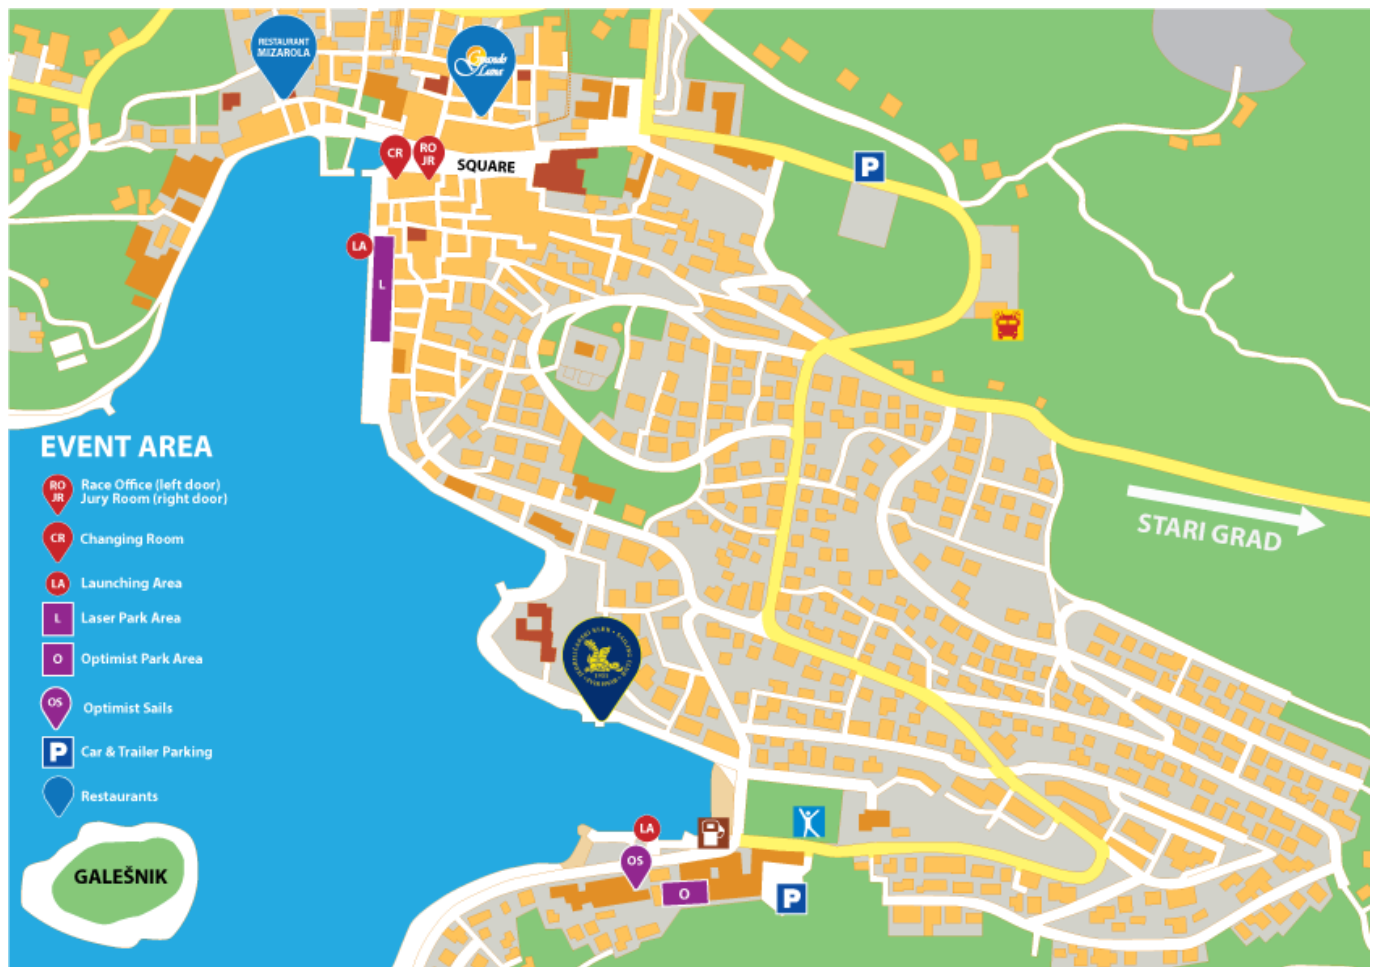 RESTAURANT
MIZAROLA
Luna
CR
RO
JR
SQUARE
P
LA
L
EVENT AREA
RO
JR
Race Office (left door)
Jury Room (right door)
CR
Changing Room
LA
Launching Area
L
Laser Park Area
O
Optimist Park Area
OS
Optimist Sails
P
Car & Trailer Parking
Restaurants
GALEŠNIK
STARI GRAD
LA
OS
O
P